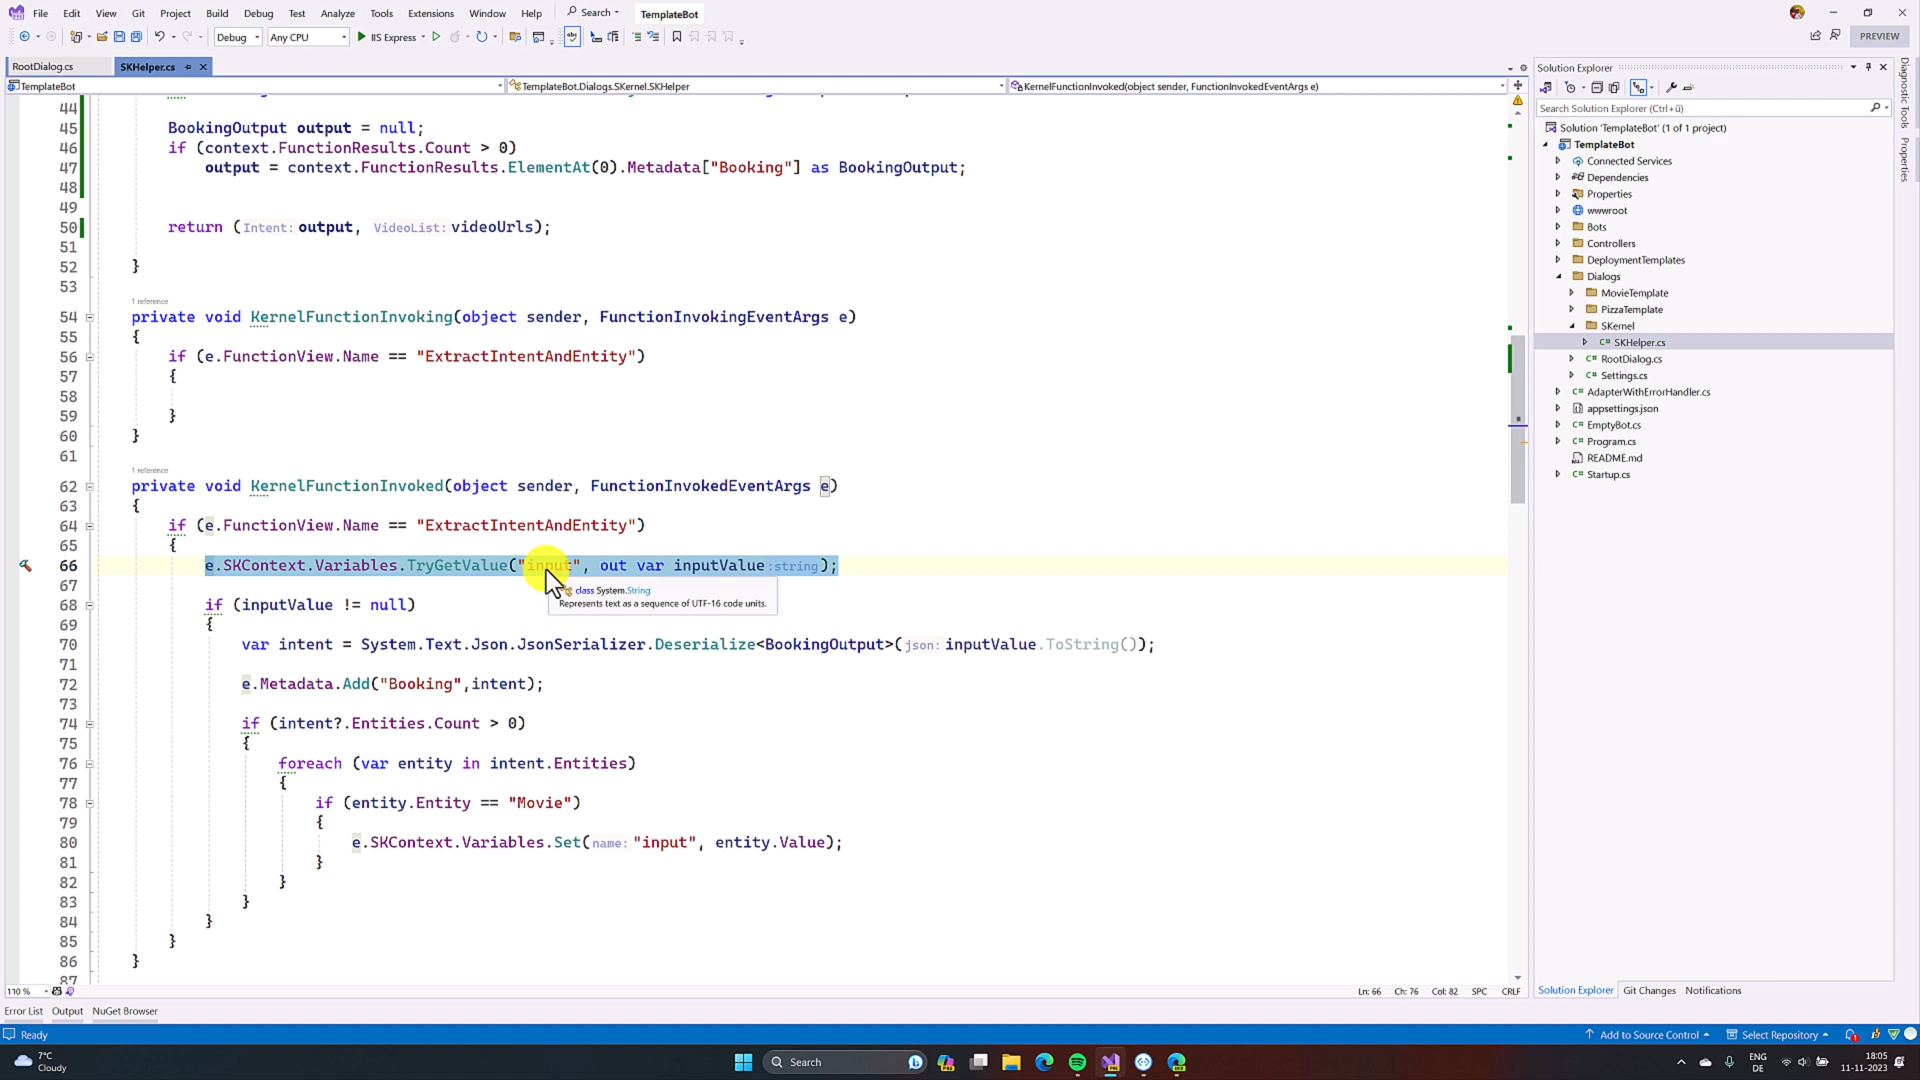 File Edit View Git Project Build Debug Test Analyze Tools Extensions Window Help Search TemplateBot
Debug Any CPU IIS Express PREVIEW
RootDialog.cs SKHelper.cs
TemplateBot TemplateBot.Dialogs.SKernel.SKHelper KernelFunctionInvoked(object sender, FunctionInvokedEventArgs e)
44
45 BookingOutput output = null;
46 if (context.FunctionResults.Count > 0)
47 output = context.FunctionResults.ElementAt(0).Metadata["Booking"] as BookingOutput;
48
49
50 return (Intent: output, VideoList: videoUrls);
51
52 }
53
1 reference
54 private void KernelFunctionInvoking(object sender, FunctionInvokingEventArgs e)
55 {
56 if (e.FunctionView.Name == "ExtractIntentAndEntity")
57 {
58
59 }
60 }
61
1 reference
62 private void KernelFunctionInvoked(object sender, FunctionInvokedEventArgs e)
63 {
64 if (e.FunctionView.Name == "ExtractIntentAndEntity")
65 {
66 e.SKContext.Variables.TryGetValue("input", out var inputValue:string);
67
class System.String
Represents text as a sequence of UTF-16 code units.
68 if (inputValue != null)
69 {
70 var intent = System.Text.Json.JsonSerializer.Deserialize<BookingOutput>(json: inputValue.ToString());
71
72 e.Metadata.Add("Booking",intent);
73
74 if (intent?.Entities.Count > 0)
75 {
76 foreach (var entity in intent.Entities)
77 {
78 if (entity.Entity == "Movie")
79 {
80 e.SKContext.Variables.Set(name: "input", entity.Value);
81 }
82 }
83 }
84 }
85 }
86 }
87
110 % Ln: 66 Ch: 76 Col: 82 SPC CRLF
Solution Explorer
Search Solution Explorer (Ctrl+ü)
Solution 'TemplateBot' (1 of 1 project)
TemplateBot
Connected Services
Dependencies
Properties
wwwroot
Bots
Controllers
DeploymentTemplates
Dialogs
MovieTemplate
PizzaTemplate
SKernel
C# SKHelper.cs
C# RootDialog.cs
C# Settings.cs
C# AdapterWithErrorHandler.cs
appsettings.json
C# EmptyBot.cs
C# Program.cs
README.md
C# Startup.cs
Solution Explorer Git Changes Notifications
Diagnostic Tools
Properties
Error List Output NuGet Browser
Ready Add to Source Control Select Repository
7°C
Cloudy
Search
ENG
DE
18:05
11-11-2023